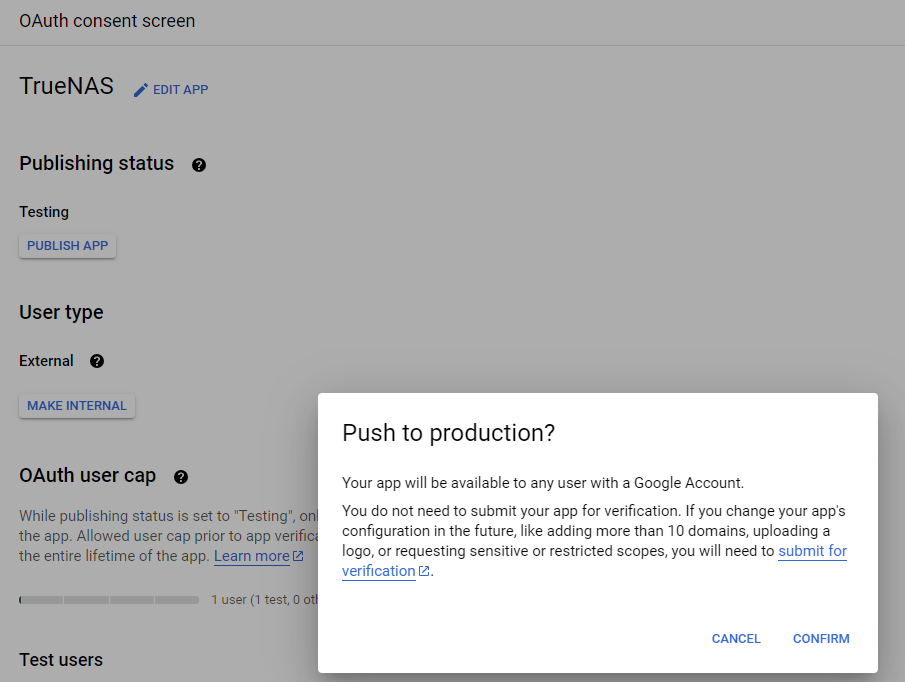 OAuth consent screen
TrueNAS
EDIT APP
Publishing status
Testing
PUBLISH APP
User type
External
MAKE INTERNAL
OAuth user cap
While publishing status is set to "Testing", onl
the app. Allowed user cap prior to app verifica
the entire lifetime of the app. Learn more
1 user (1 test, 0 oth
Test users
Push to production?
Your app will be available to any user with a Google Account.
You do not need to submit your app for verification. If you change your app's
configuration in the future, like adding more than 10 domains, uploading a
logo, or requesting sensitive or restricted scopes, you will need to submit for
verification.
CANCEL
CONFIRM